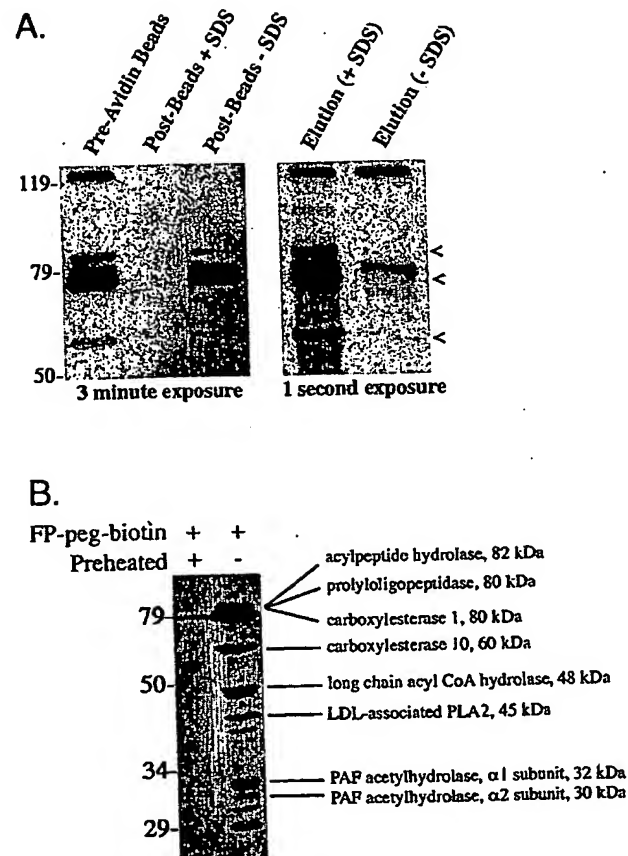 A.
Pre-Avidin Beads
Post-Beads + SDS
Post-Beads - SDS
Elution (+ SDS)
Elution (- SDS)
119-
79-
50-
<
<
<
3 minute exposure
1 second exposure
B.
FP-peg-biotin + +
Preheated + -
79-
50-
34-
29-
acylpeptide hydrolase, 82 kDa
prolyloligopeptidase, 80 kDa
carboxylesterase 1, 80 kDa
carboxylesterase 10, 60 kDa
long chain acyl CoA hydrolase, 48 kDa
LDL-associated PLA2, 45 kDa
PAF acetylhydrolase, α1 subunit, 32 kDa
PAF acetylhydrolase, α2 subunit, 30 kDa